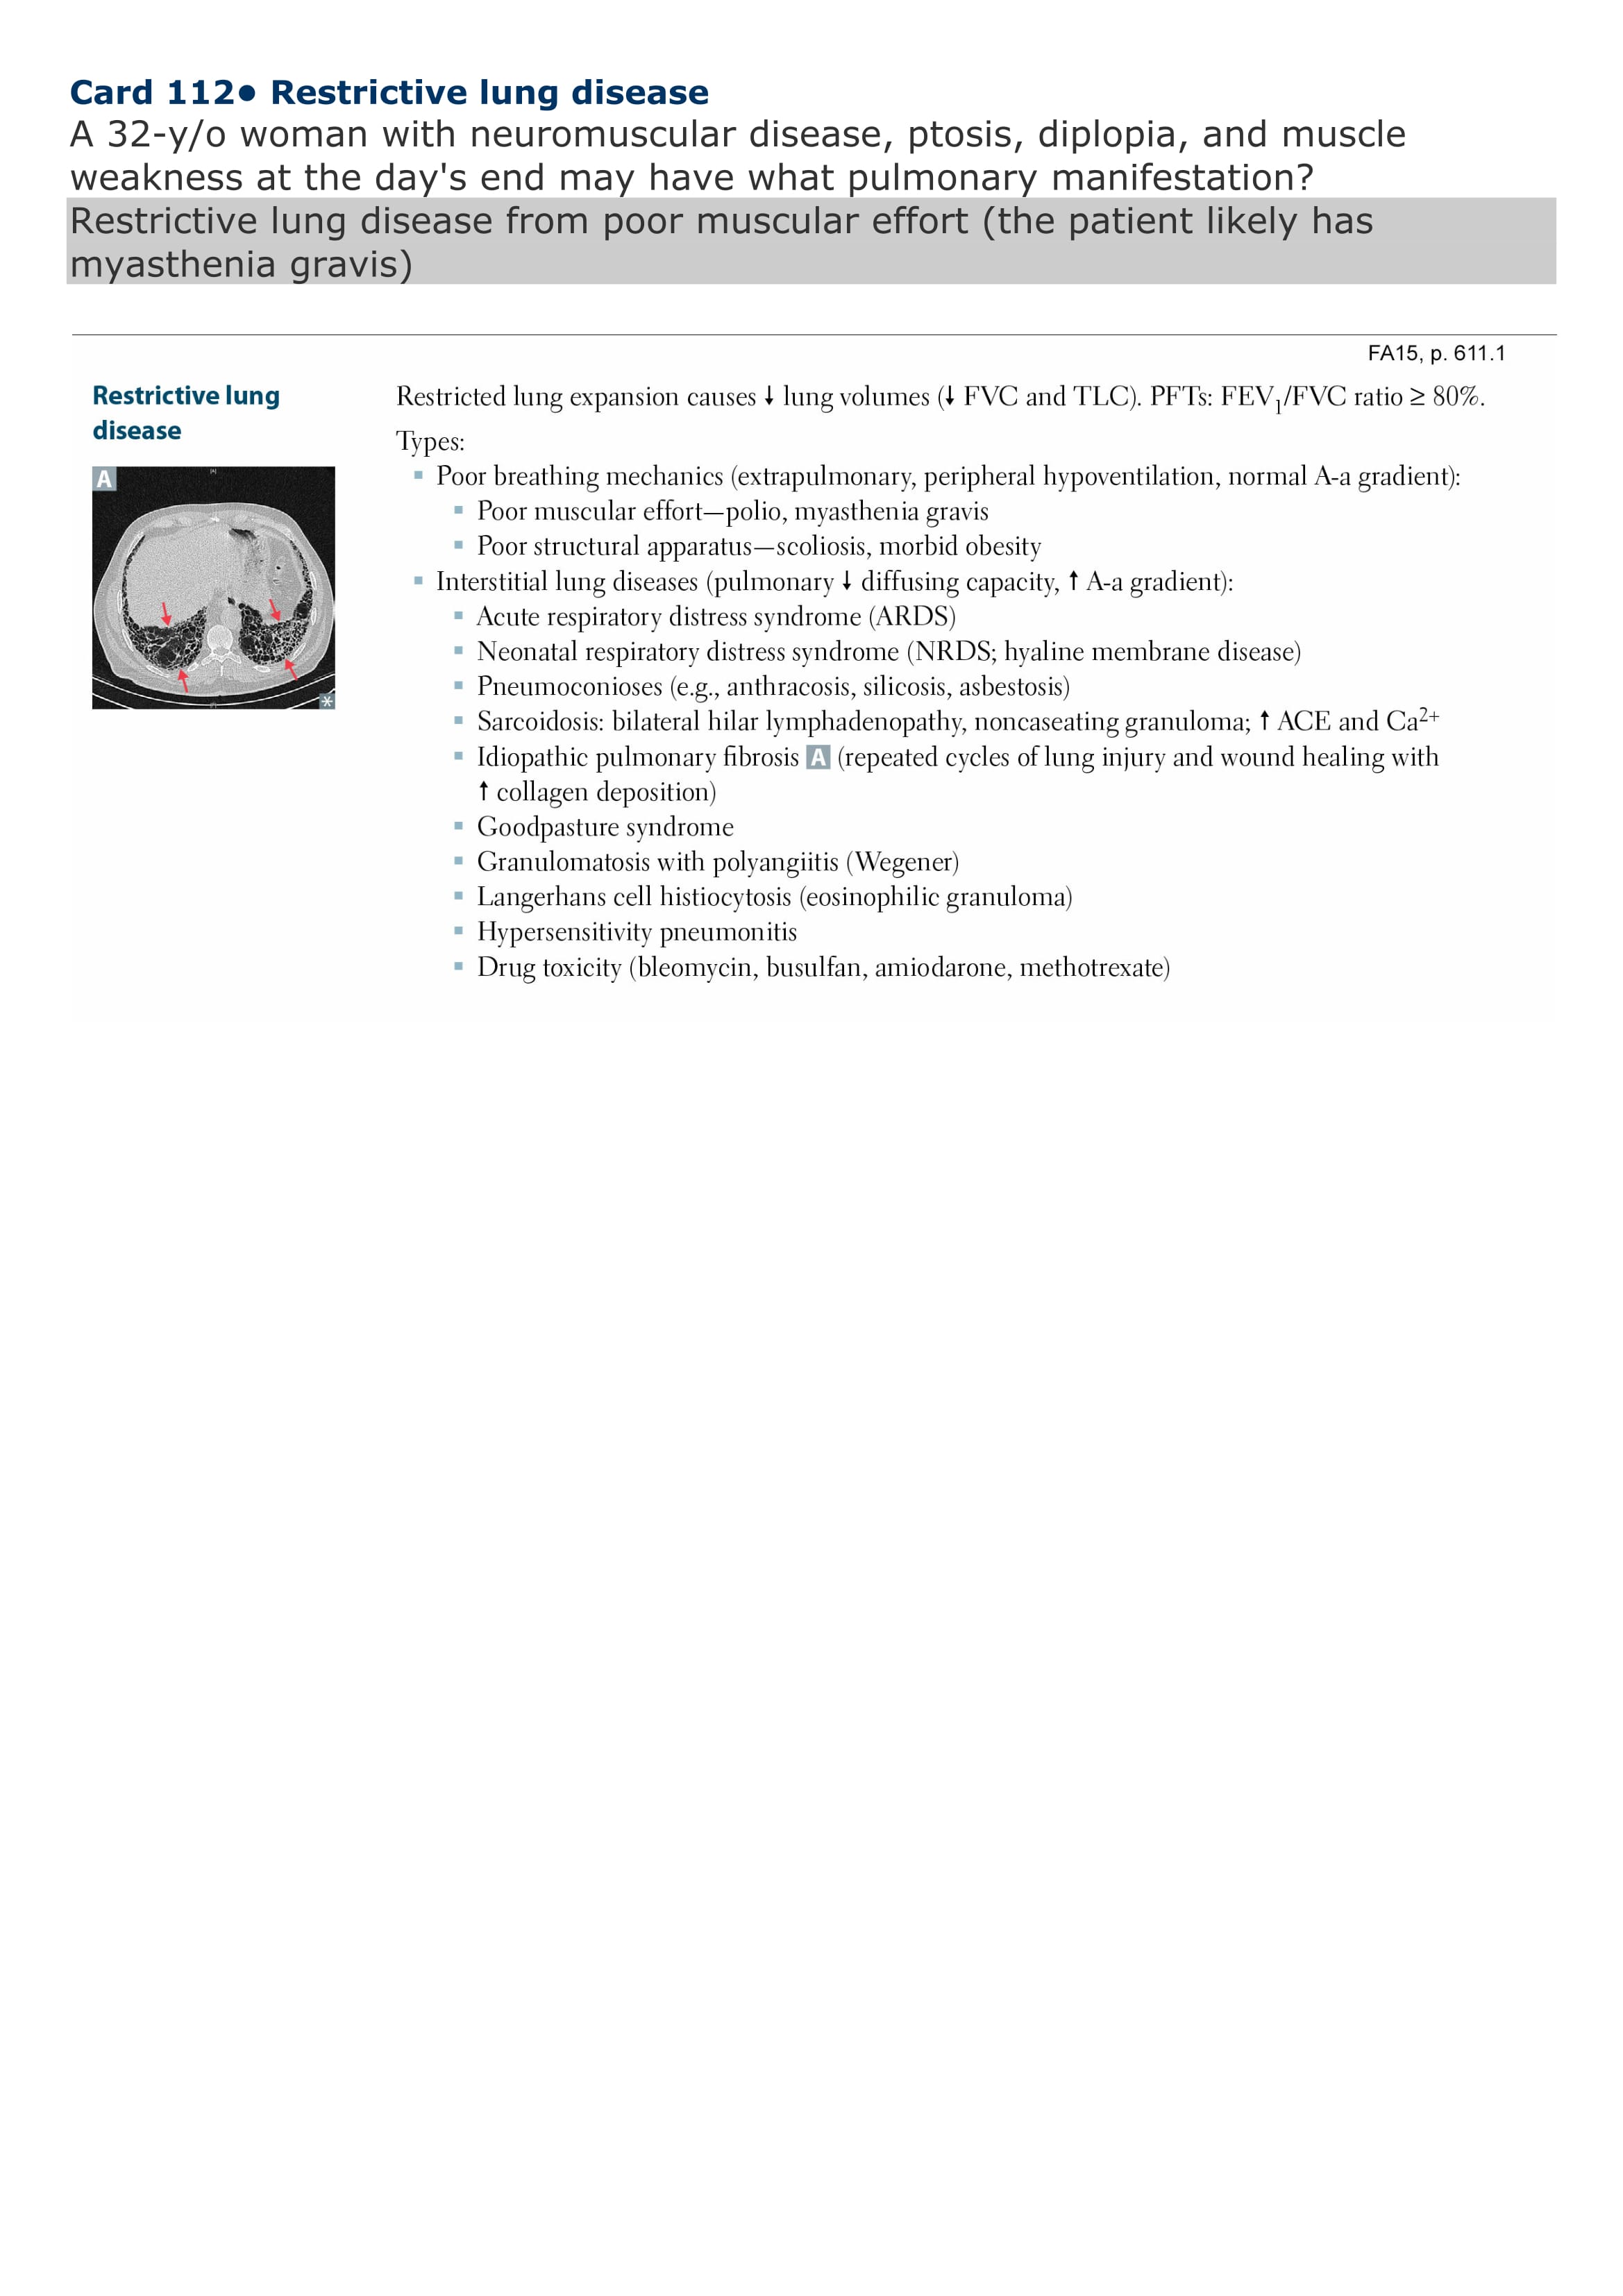 Card 112• Restrictive lung disease
A 32-y/o woman with neuromuscular disease, ptosis, diplopia, and muscle
weakness at the day's end may have what pulmonary manifestation?
Restrictive lung disease from poor muscular effort (the patient likely has
myasthenia gravis)
FA15, p. 611.1
Restrictive lung
disease
A
*
Restricted lung expansion causes ↓ lung volumes (↓ FVC and TLC). PFTs: FEV₁/FVC ratio ≥ 80%.
Types:
▪ Poor breathing mechanics (extrapulmonary, peripheral hypoventilation, normal A-a gradient):
▪ Poor muscular effort—polio, myasthenia gravis
▪ Poor structural apparatus—scoliosis, morbid obesity
▪ Interstitial lung diseases (pulmonary ↓ diffusing capacity, ↑ A-a gradient):
▪ Acute respiratory distress syndrome (ARDS)
▪ Neonatal respiratory distress syndrome (NRDS; hyaline membrane disease)
▪ Pneumoconioses (e.g., anthracosis, silicosis, asbestosis)
▪ Sarcoidosis: bilateral hilar lymphadenopathy, noncaseating granuloma; ↑ ACE and Ca²⁺
▪ Idiopathic pulmonary fibrosis A (repeated cycles of lung injury and wound healing with
↑ collagen deposition)
▪ Goodpasture syndrome
▪ Granulomatosis with polyangiitis (Wegener)
▪ Langerhans cell histiocytosis (eosinophilic granuloma)
▪ Hypersensitivity pneumonitis
▪ Drug toxicity (bleomycin, busulfan, amiodarone, methotrexate)